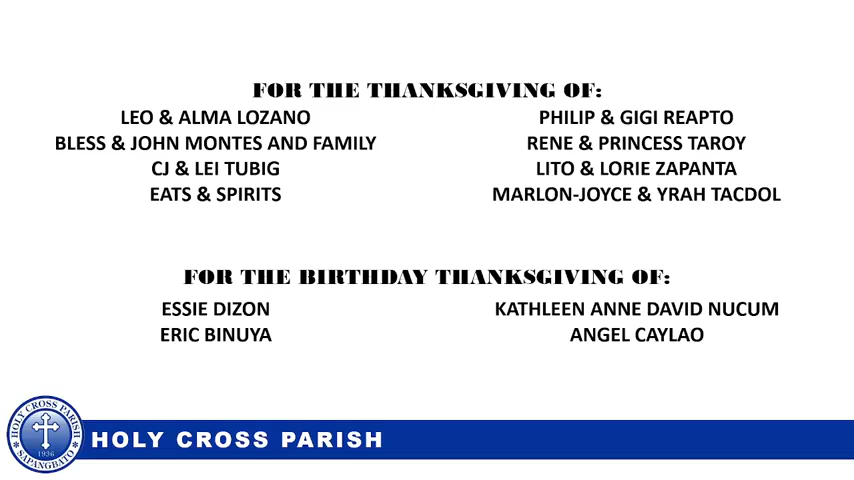 FOR THE THANKSGIVING OF:
LEO & ALMA LOZANO
BLESS & JOHN MONTES AND FAMILY
CJ & LEI TUBIG
EATS & SPIRITS
PHILIP & GIGI REAPTO
RENE & PRINCESS TAROY
LITO & LORIE ZAPANTA
MARLON-JOYCE & YRAH TACDOL
FOR THE BIRTHDAY THANKSGIVING OF:
ESSIE DIZON
ERIC BINUYA
KATHLEEN ANNE DAVID NUCUM
ANGEL CAYLAO
HOLY CROSS PARISH
1936
SAPANGBATO
HOLY CROSS PARISH